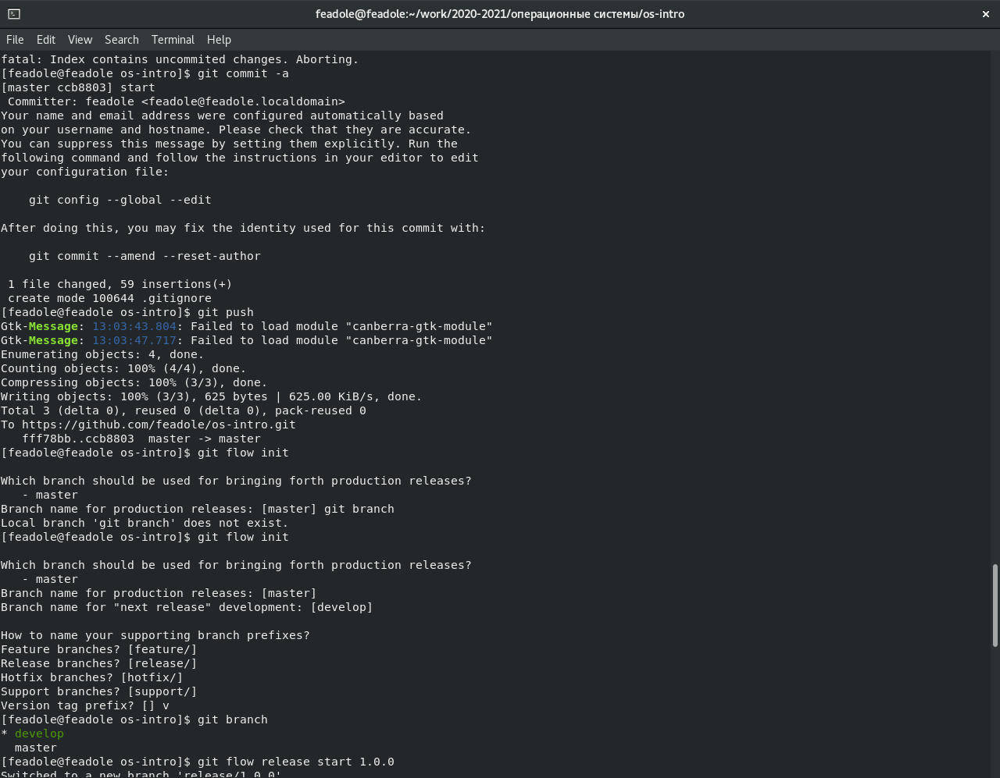 feadole@feadole:~/work/2020-2021/операционные системы/os-intro
File Edit View Search Terminal Help
fatal: Index contains uncommited changes. Aborting.
[feadole@feadole os-intro]$ git commit -a
[master ccb8803] start
 Committer: feadole <feadole@feadole.localdomain>
Your name and email address were configured automatically based
on your username and hostname. Please check that they are accurate.
You can suppress this message by setting them explicitly. Run the
following command and follow the instructions in your editor to edit
your configuration file:

    git config --global --edit

After doing this, you may fix the identity used for this commit with:

    git commit --amend --reset-author

 1 file changed, 59 insertions(+)
 create mode 100644 .gitignore
[feadole@feadole os-intro]$ git push
Gtk-Message: 13:03:43.804: Failed to load module "canberra-gtk-module"
Gtk-Message: 13:03:47.717: Failed to load module "canberra-gtk-module"
Enumerating objects: 4, done.
Counting objects: 100% (4/4), done.
Compressing objects: 100% (3/3), done.
Writing objects: 100% (3/3), 625 bytes | 625.00 KiB/s, done.
Total 3 (delta 0), reused 0 (delta 0), pack-reused 0
To https://github.com/feadole/os-intro.git
   fff78bb..ccb8803  master -> master
[feadole@feadole os-intro]$ git flow init

Which branch should be used for bringing forth production releases?
   - master
Branch name for production releases: [master] git branch
Local branch 'git branch' does not exist.
[feadole@feadole os-intro]$ git flow init

Which branch should be used for bringing forth production releases?
   - master
Branch name for production releases: [master]
Branch name for "next release" development: [develop]

How to name your supporting branch prefixes?
Feature branches? [feature/]
Release branches? [release/]
Hotfix branches? [hotfix/]
Support branches? [support/]
Version tag prefix? [] v
[feadole@feadole os-intro]$ git branch
* develop
  master
[feadole@feadole os-intro]$ git flow release start 1.0.0
Switched to a new branch 'release/1.0.0'